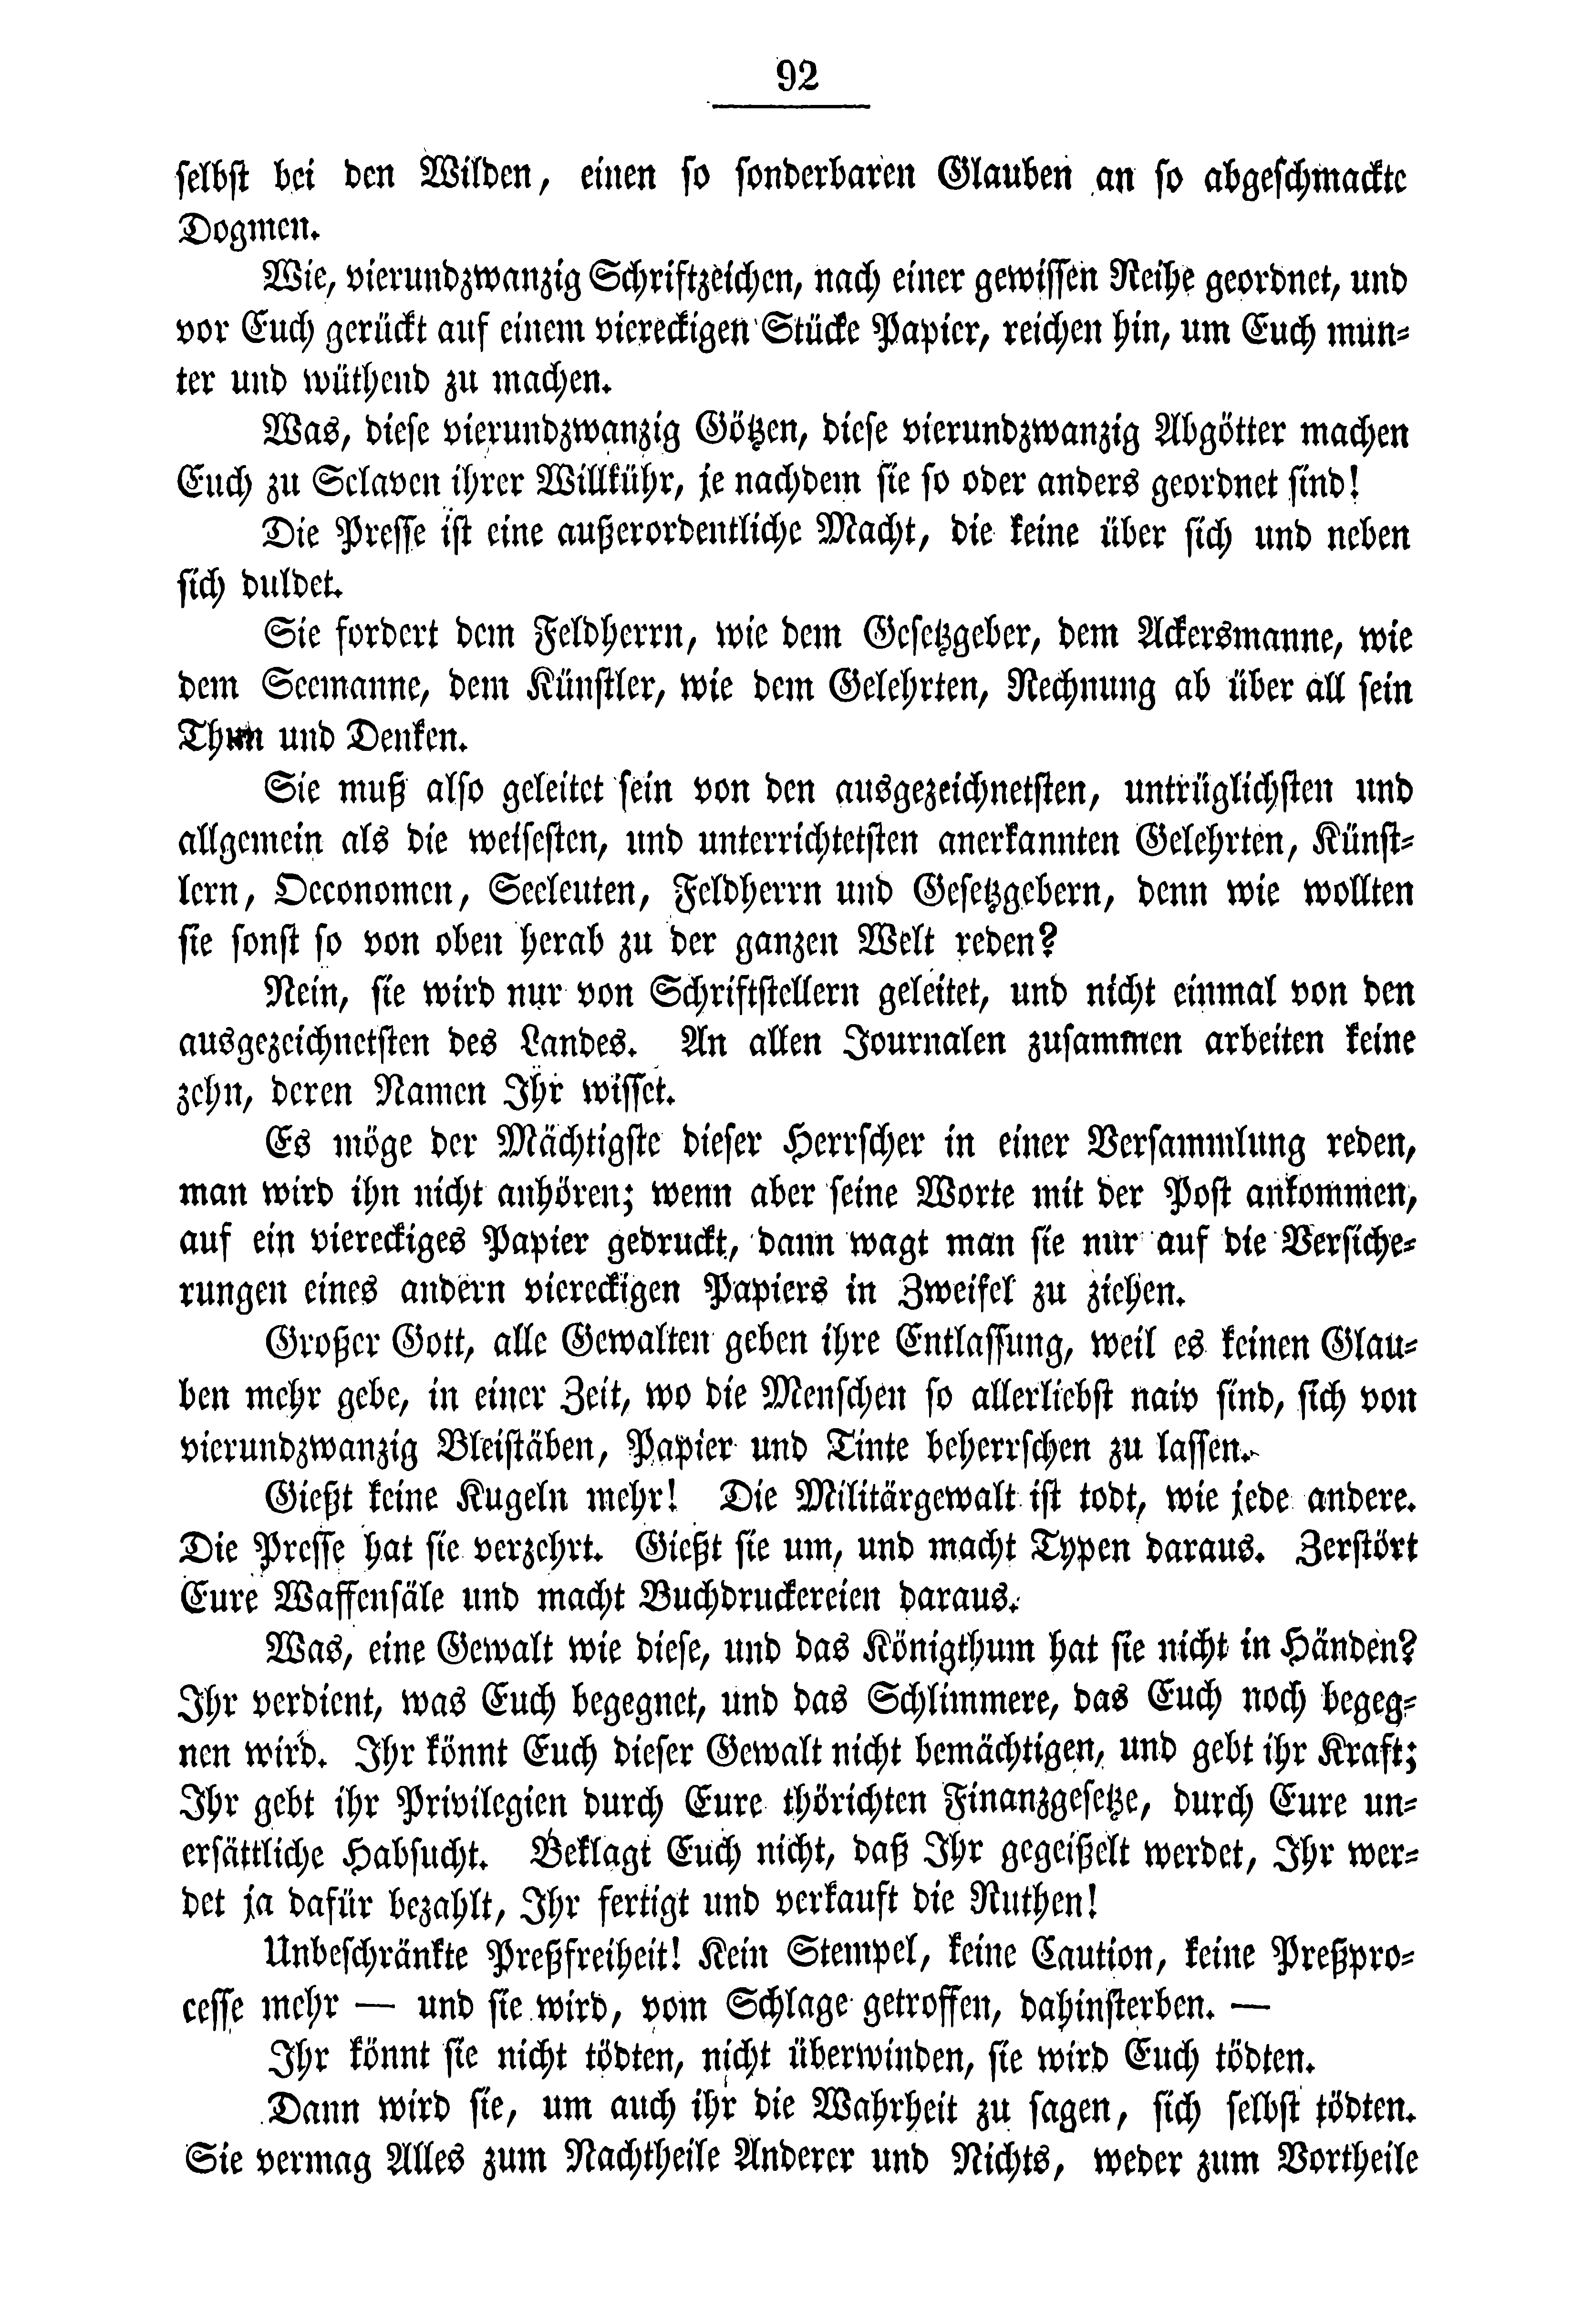 92
selbst bei den Wilden, einen so sonderbaren Glauben an so abgeschmackte
Dogmen.
Wie, vierundzwanzig Schriftzeichen, nach einer gewissen Reihe geordnet, und
vor Euch gerückt auf einem viereckigen Stücke Papier, reichen hin, um Euch mun-
ter und wüthend zu machen.
Was, diese vierundzwanzig Götzen, diese vierundzwanzig Abgötter machen
Euch zu Sclaven ihrer Willkühr, je nachdem sie so oder anders geordnet sind!
Die Presse ist eine außerordentliche Macht, die keine über sich und neben
sich duldet.
Sie fordert dem Feldherrn, wie dem Gesetzgeber, dem Ackersmanne, wie
dem Seemanne, dem Künstler, wie dem Gelehrten, Rechnung ab über all sein
Thun und Denken.
Sie muß also geleitet sein von den ausgezeichnetsten, untrüglichsten und
allgemein als die weisesten, und unterrichtetsten anerkannten Gelehrten, Künst-
lern, Oeconomen, Seeleuten, Feldherrn und Gesetzgebern, denn wie wollten
sie sonst so von oben herab zu der ganzen Welt reden?
Nein, sie wird nur von Schriftstellern geleitet, und nicht einmal von den
ausgezeichnetsten des Landes. An allen Journalen zusammen arbeiten keine
zehn, deren Namen Ihr wisset.
Es möge der Mächtigste dieser Herrscher in einer Versammlung reden,
man wird ihn nicht anhören; wenn aber seine Worte mit der Post ankommen,
auf ein viereckiges Papier gedruckt, dann wagt man sie nur auf die Versiche-
rungen eines andern viereckigen Papiers in Zweifel zu ziehen.
Großer Gott, alle Gewalten geben ihre Entlassung, weil es keinen Glau-
ben mehr gebe, in einer Zeit, wo die Menschen so allerliebst naiv sind, sich von
vierundzwanzig Bleistäben, Papier und Tinte beherrschen zu lassen.
Gießt keine Kugeln mehr! Die Militärgewalt ist todt, wie jede andere.
Die Presse hat sie verzehrt. Gießt sie um, und macht Typen daraus. Zerstört
Eure Waffensäle und macht Buchdruckereien daraus.
Was, eine Gewalt wie diese, und das Königthum hat sie nicht in Händen?
Ihr verdient, was Euch begegnet, und das Schlimmere, das Euch noch begeg-
nen wird. Ihr könnt Euch dieser Gewalt nicht bemächtigen, und gebt ihr Kraft;
Ihr gebt ihr Privilegien durch Eure thörichten Finanzgesetze, durch Eure un-
ersättliche Habsucht. Beklagt Euch nicht, daß Ihr gegeißelt werdet, Ihr wer-
det ja dafür bezahlt, Ihr fertigt und verkauft die Ruthen!
Unbeschränkte Preßfreiheit! Kein Stempel, keine Caution, keine Preßpro-
cesse mehr — und sie wird, vom Schlage getroffen, dahinsterben. —
Ihr könnt sie nicht tödten, nicht überwinden, sie wird Euch tödten.
Dann wird sie, um auch ihr die Wahrheit zu sagen, sich selbst tödten.
Sie vermag Alles zum Nachtheile Anderer und Nichts, weder zum Vortheile